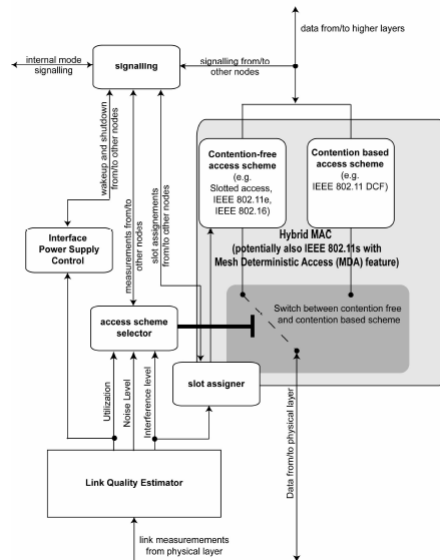 data from/to higher layers
internal mode
signalling
signalling
signalling from/to
other nodes
wakeup and shutdown
from/to other nodes
measurements from/to
other nodes
slot assignements
from/to other nodes
Contention-free
access scheme
(e.g.
Slotted access,
IEEE 802.11e,
IEEE 802.16)
Contention based
access scheme
(e.g.
IEEE 802.11 DCF)
Hybrid MAC
(potentially also IEEE 802.11s with
Mesh Deterministic Access (MDA) feature)
Interface
Power Supply
Control
Switch between contention free
and contention based scheme
access scheme
selector
slot assigner
Utilization
Noise Level
Interference level
Data from/to physical layer
Link Quality Estimator
link measuremements
from physical layer